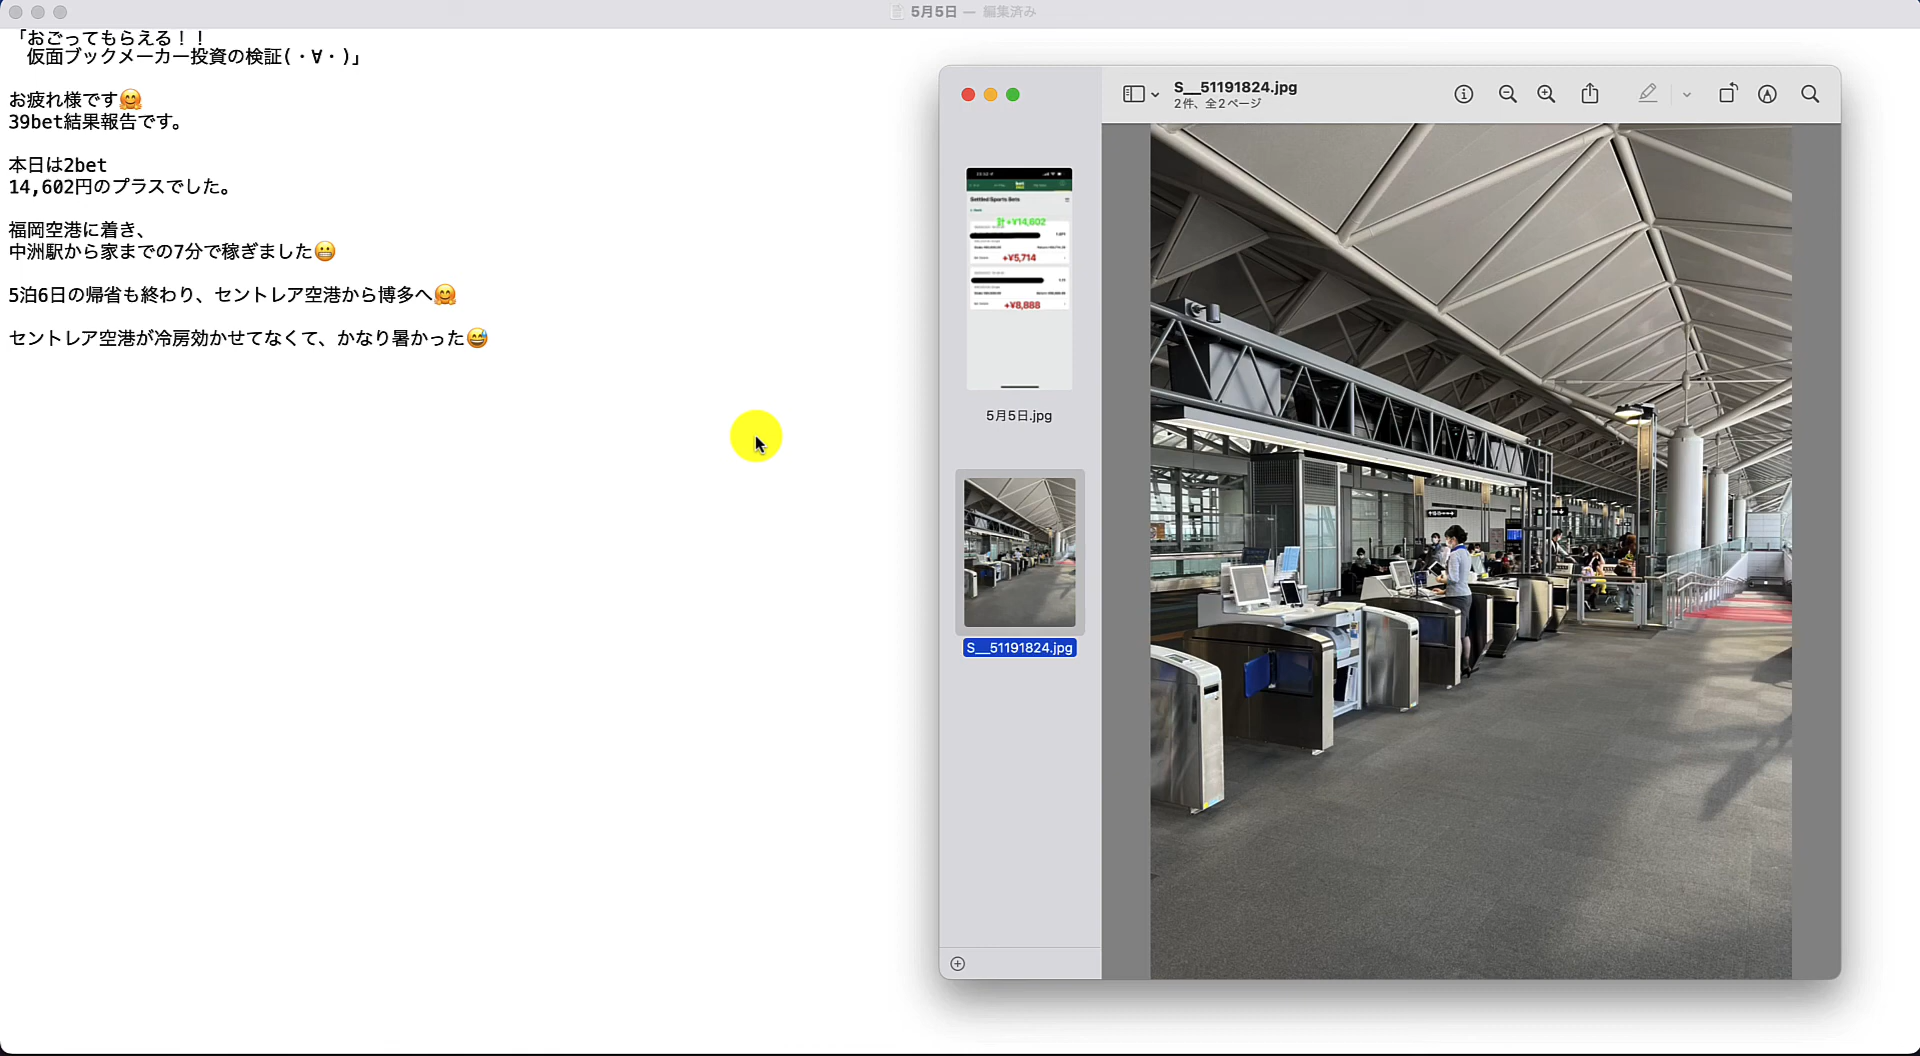 5月5日 — 編集済み
「おごってもらえる！！
仮面ブックメーカー投資の検証(・∀・)」
お疲れ様です🤗
39bet結果報告です。
本日は2bet
14,602円のプラスでした。
福岡空港に着き、
中洲駅から家までの7分で稼ぎました😬
5泊6日の帰省も終わり、セントレア空港から博多へ🤗
セントレア空港が冷房効かせてなくて、かなり暑かった😅
S__51191824.jpg
2件、全2ページ
Settled Sports Bets
計+¥14,602
+¥5,714
+¥8,888
5月5日.jpg
S__51191824.jpg